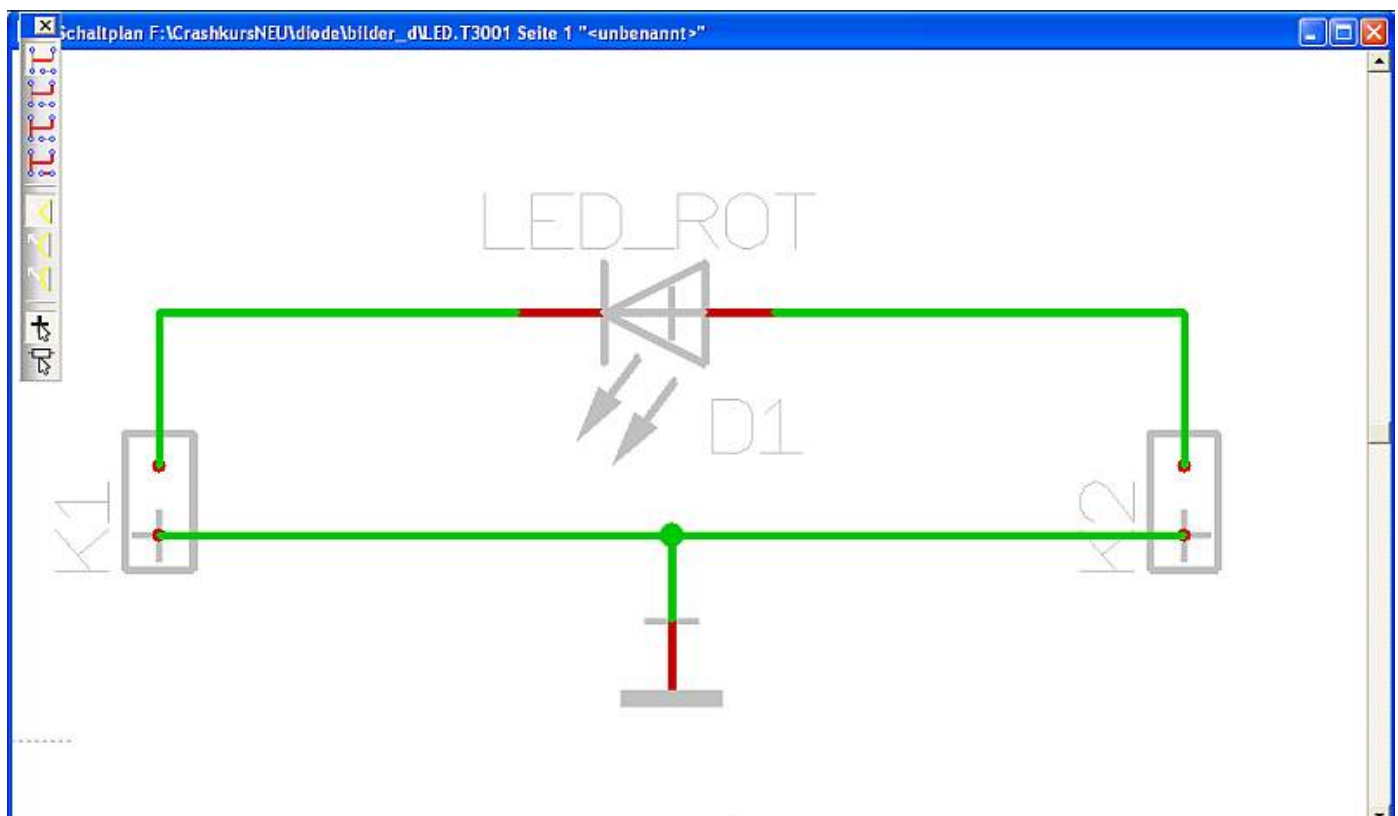 Schaltplan F:\CrashkursNEU\diode\bilder_d\LED.T3001 Seite 1 "<unbenannt>"
LED_ROT
D1
K1
K2